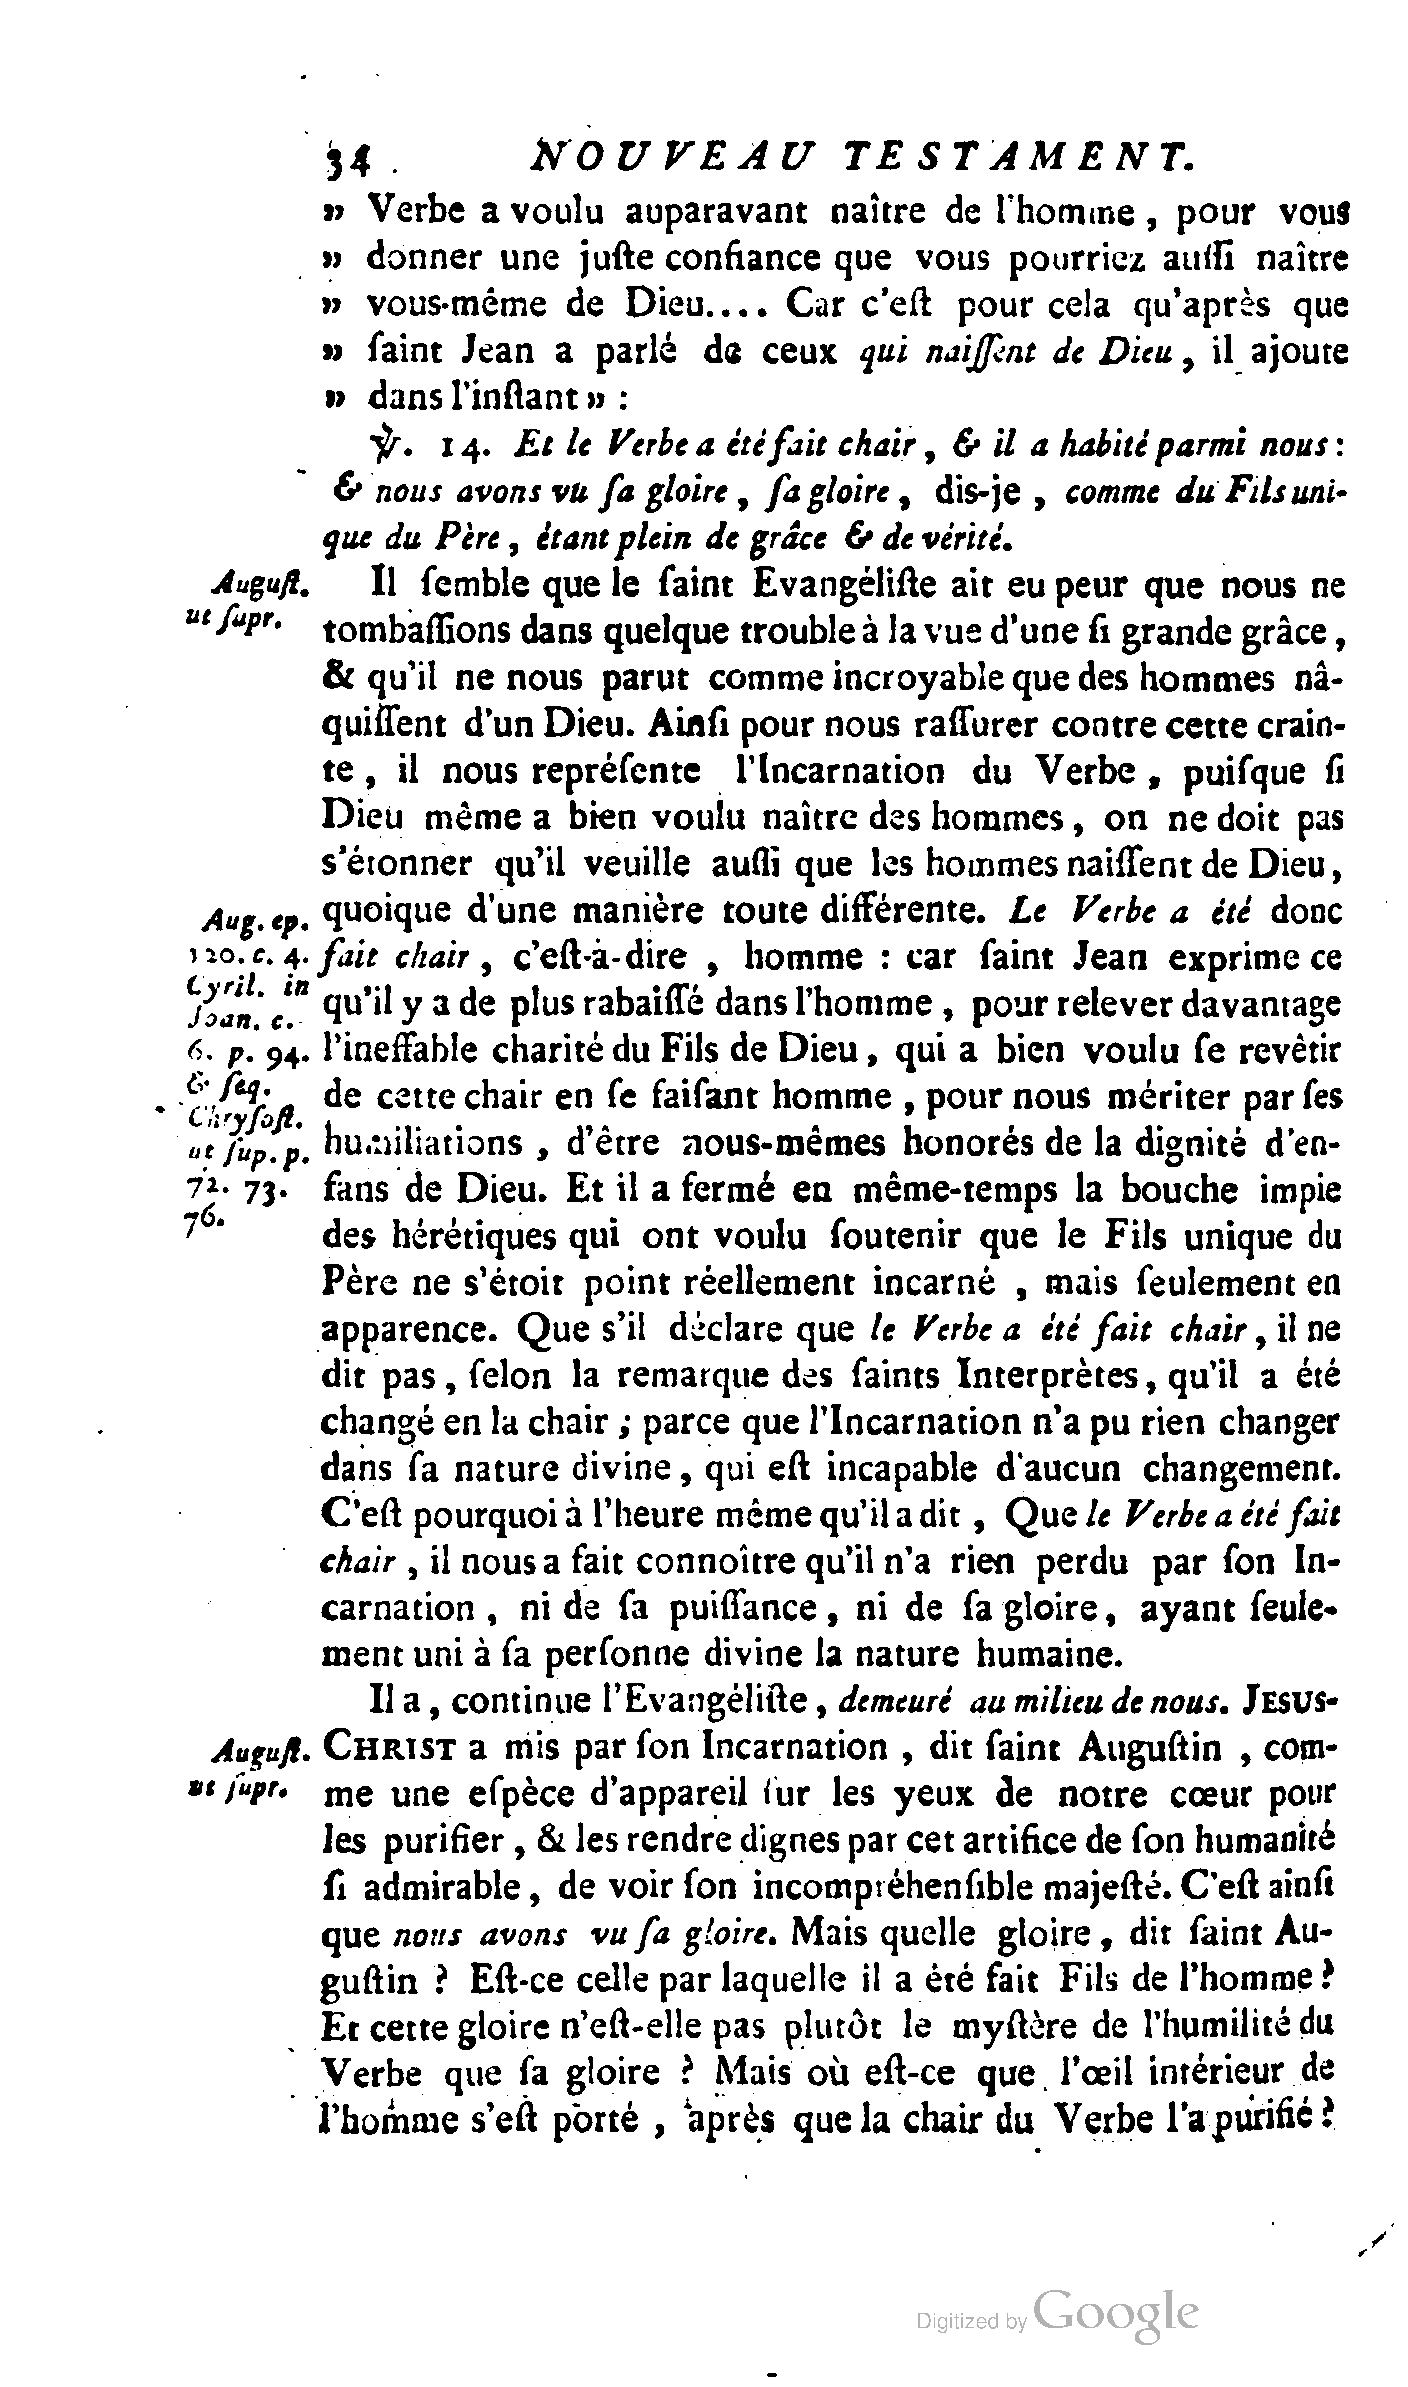 34 . NOUVEAU TESTAMENT.
„ Verbe a voulu auparavant naître de l'homme , pour vous
„ donner une juſte confiance que vous pourriez auſſi naître
„ vous-même de Dieu.... Car c'eſt pour cela qu'après que
„ ſaint Jean a parlé de ceux qui naiſſent de Dieu , il ajoute
„ dans l'inſtant „ :
℣. 14. Et le Verbe a été fait chair , & il a habité parmi nous :
& nous avons vu ſa gloire , ſa gloire , dis-je , comme du Fils uni-
que du Père , étant plein de grâce & de vérité.
Auguſt.
ut ſupr.
Il ſemble que le ſaint Evangéliſte ait eu peur que nous ne
tombaſſions dans quelque trouble à la vue d'une ſi grande grâce ,
& qu'il ne nous parut comme incroyable que des hommes nâ-
quiſſent d'un Dieu. Ainſi pour nous raſſurer contre cette crain-
te , il nous repréſente l'Incarnation du Verbe , puiſque ſi
Dieu même a bien voulu naître des hommes , on ne doit pas
s'étonner qu'il veuille auſſi que les hommes naiſſent de Dieu ,
quoique d'une manière toute différente. Le Verbe a été donc
fait chair , c'eſt-à-dire , homme : car ſaint Jean exprime ce
qu'il y a de plus rabaiſſé dans l'homme , pour relever davantage
l'ineffable charité du Fils de Dieu , qui a bien voulu ſe revêtir
de cette chair en ſe faiſant homme , pour nous mériter par ſes
humiliations , d'être nous-mêmes honorés de la dignité d'en-
fans de Dieu. Et il a fermé en même-temps la bouche impie
des hérétiques qui ont voulu ſoutenir que le Fils unique du
Père ne s'étoit point réellement incarné , mais ſeulement en
apparence. Que s'il déclare que le Verbe a été fait chair , il ne
dit pas , ſelon la remarque des ſaints Interprètes , qu'il a été
changé en la chair ; parce que l'Incarnation n'a pu rien changer
dans ſa nature divine , qui eſt incapable d'aucun changement.
C'eſt pourquoi à l'heure même qu'il a dit , Que le Verbe a été fait
chair , il nous a fait connoître qu'il n'a rien perdu par ſon In-
carnation , ni de ſa puiſſance , ni de ſa gloire , ayant ſeule-
ment uni à ſa perſonne divine la nature humaine.
Aug. ep.
120. c. 4.
Cyril. in
Joan. c.
6. p. 94.
& ſeq.
Chryſoſt.
ut ſup. p.
72. 73.
76.
Il a , continue l'Evangéliſte , demeuré au milieu de nous. JESUS-
CHRIST a mis par ſon Incarnation , dit ſaint Auguſtin , com-
me une eſpèce d'appareil ſur les yeux de notre cœur pour
les purifier , & les rendre dignes par cet artifice de ſon humanité
ſi admirable , de voir ſon incompréhenſible majeſté. C'eſt ainſi
que nous avons vu ſa gloire. Mais quelle gloire , dit ſaint Au-
guſtin ? Eſt-ce celle par laquelle il a été fait Fils de l'homme ?
Et cette gloire n'eſt-elle pas plutôt le myſtère de l'humilité du
Verbe que ſa gloire ? Mais où eſt-ce que l'œil intérieur de
l'homme s'eſt porté , après que la chair du Verbe l'a purifié ?
Auguſt.
ut ſupr.
Digitized by Google